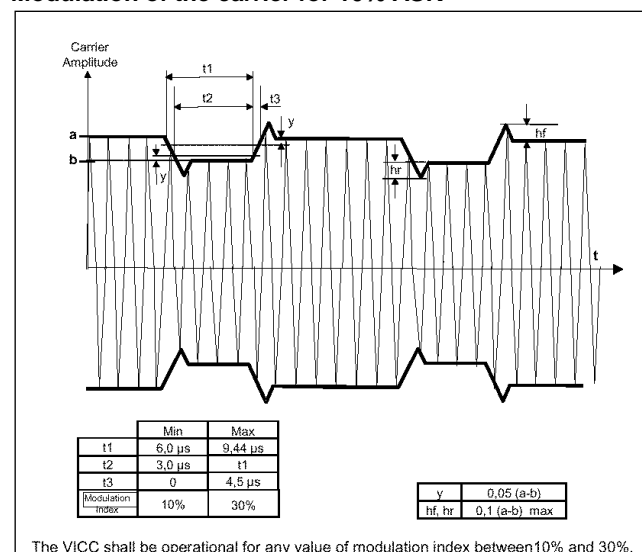 Modulation of the carrier for 10% ASK
Carrier
Amplitude
t1
t2
t3
y
a
b
y
hr
hf
t
Min
Max
t1
6,0 µs
9,44 µs
t2
3,0 µs
t1
t3
0
4,5 µs
Modulation
Index
10%
30%
y
0,05 (a-b)
hf, hr
0,1 (a-b) max
The VICC shall be operational for any value of modulation index between10% and 30%.